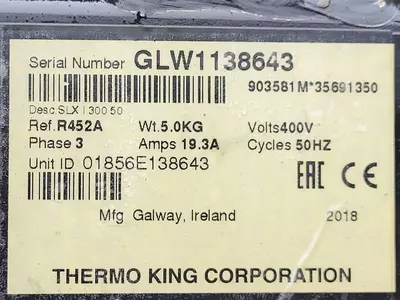 Serial Number GLW1138643
903581M*35691350
Desc.SLX I 300 50
Ref.R452A Wt.5.0KG Volts400V
Phase 3 Amps 19.3A Cycles 50HZ
Unit ID 01856E138643
EAC CE
Mfg Galway, Ireland 2018
THERMO KING CORPORATION